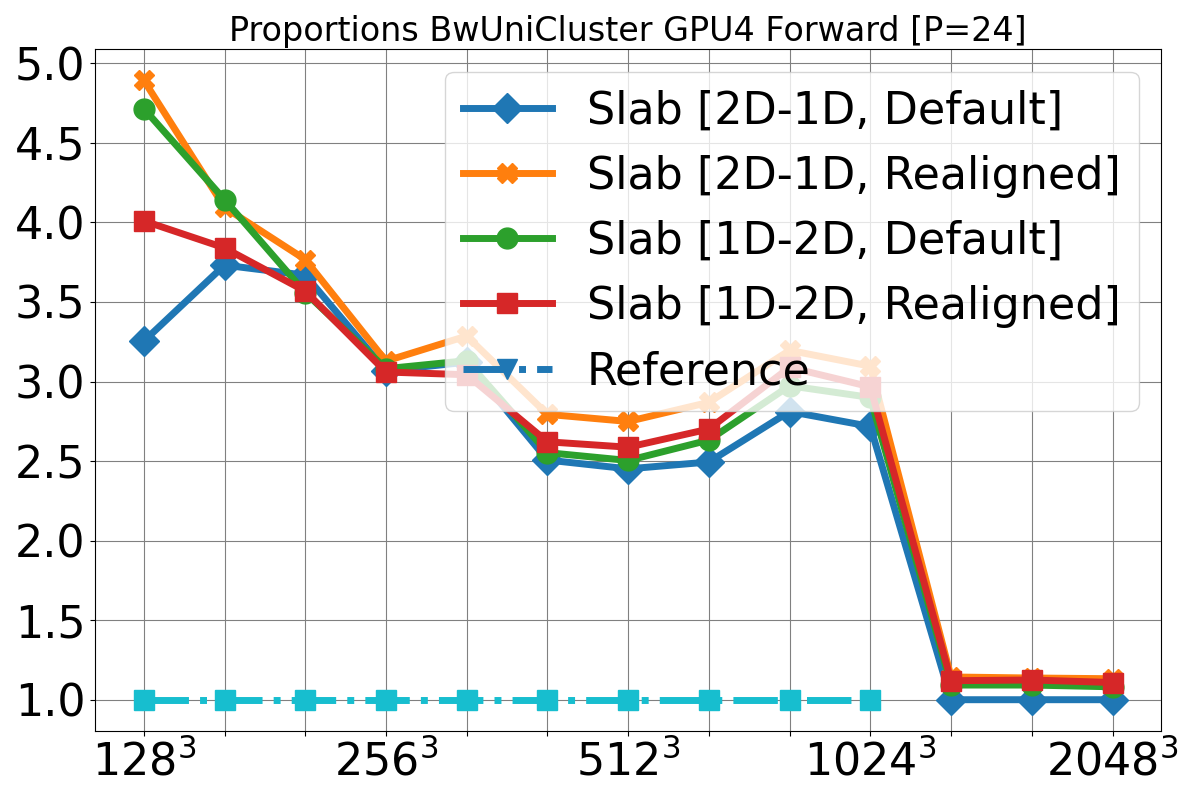 Proportions BwUniCluster GPU4 Forward [P=24]
5.0
4.5
4.0
3.5
3.0
2.5
2.0
1.5
1.0
Slab [2D-1D, Default]
Slab [2D-1D, Realigned]
Slab [1D-2D, Default]
Slab [1D-2D, Realigned]
Reference
128³ 256³ 512³ 1024³ 2048³